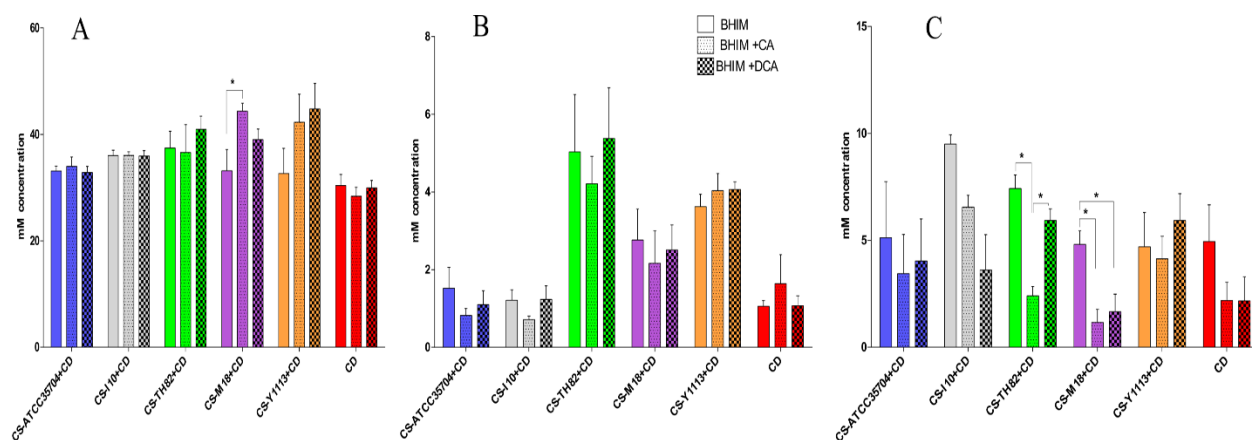 A
60
40
20
0
mM concentration
*
CS-ATCC35704+CD
CS-I10+CD
CS-TH82+CD
CS-M18+CD
CS-Y1113+CD
CD
B
8
6
4
2
0
mM concentration
BHIM
BHIM +CA
BHIM +DCA
CS-ATCC35704+CD
CS-I10+CD
CS-TH82+CD
CS-M18+CD
CS-Y1113+CD
CD
C
15
10
5
0
mM concentration
*
*
*
*
CS-ATCC35704+CD
CS-I10+CD
CS-TH82+CD
CS-M18+CD
CS-Y1113+CD
CD